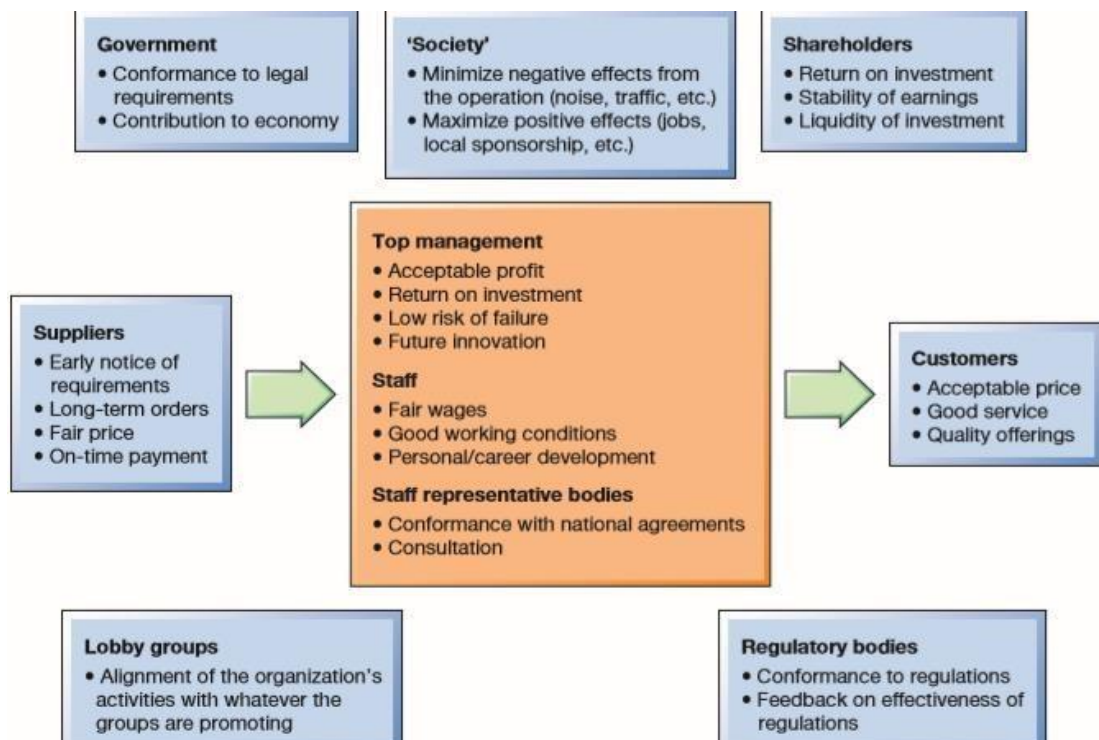 Government
• Conformance to legal
requirements
• Contribution to economy
‘Society’
• Minimize negative effects from
the operation (noise, traffic, etc.)
• Maximize positive effects (jobs,
local sponsorship, etc.)
Shareholders
• Return on investment
• Stability of earnings
• Liquidity of investment
Suppliers
• Early notice of
requirements
• Long-term orders
• Fair price
• On-time payment
Top management
• Acceptable profit
• Return on investment
• Low risk of failure
• Future innovation
Staff
• Fair wages
• Good working conditions
• Personal/career development
Staff representative bodies
• Conformance with national agreements
• Consultation
Customers
• Acceptable price
• Good service
• Quality offerings
Lobby groups
• Alignment of the organization’s
activities with whatever the
groups are promoting
Regulatory bodies
• Conformance to regulations
• Feedback on effectiveness of
regulations